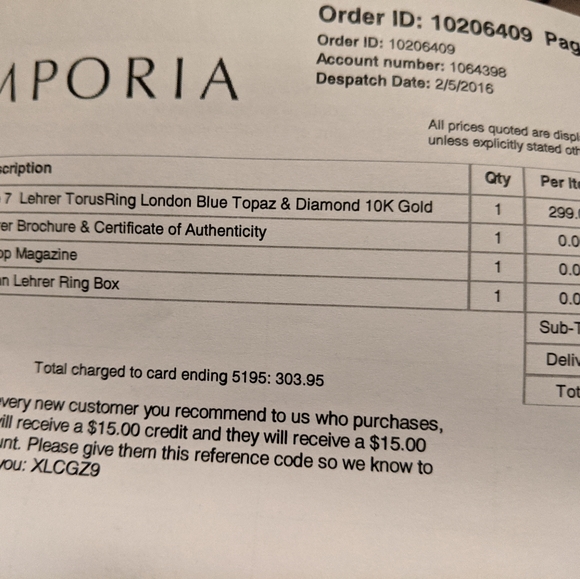 MPORIA
Order ID: 10206409 Pag
Order ID: 10206409
Account number: 1064398
Despatch Date: 2/5/2016
All prices quoted are displ
unless explicitly stated oth
cription Qty Per Ite
7 Lehrer TorusRing London Blue Topaz & Diamond 10K Gold 1 299.0
er Brochure & Certificate of Authenticity 1 0.0
op Magazine 1 0.0
n Lehrer Ring Box 1 0.0
Sub-T
Deliv
Tot
Total charged to card ending 5195: 303.95
very new customer you recommend to us who purchases,
ill receive a $15.00 credit and they will receive a $15.00
unt. Please give them this reference code so we know to
you: XLCGZ9